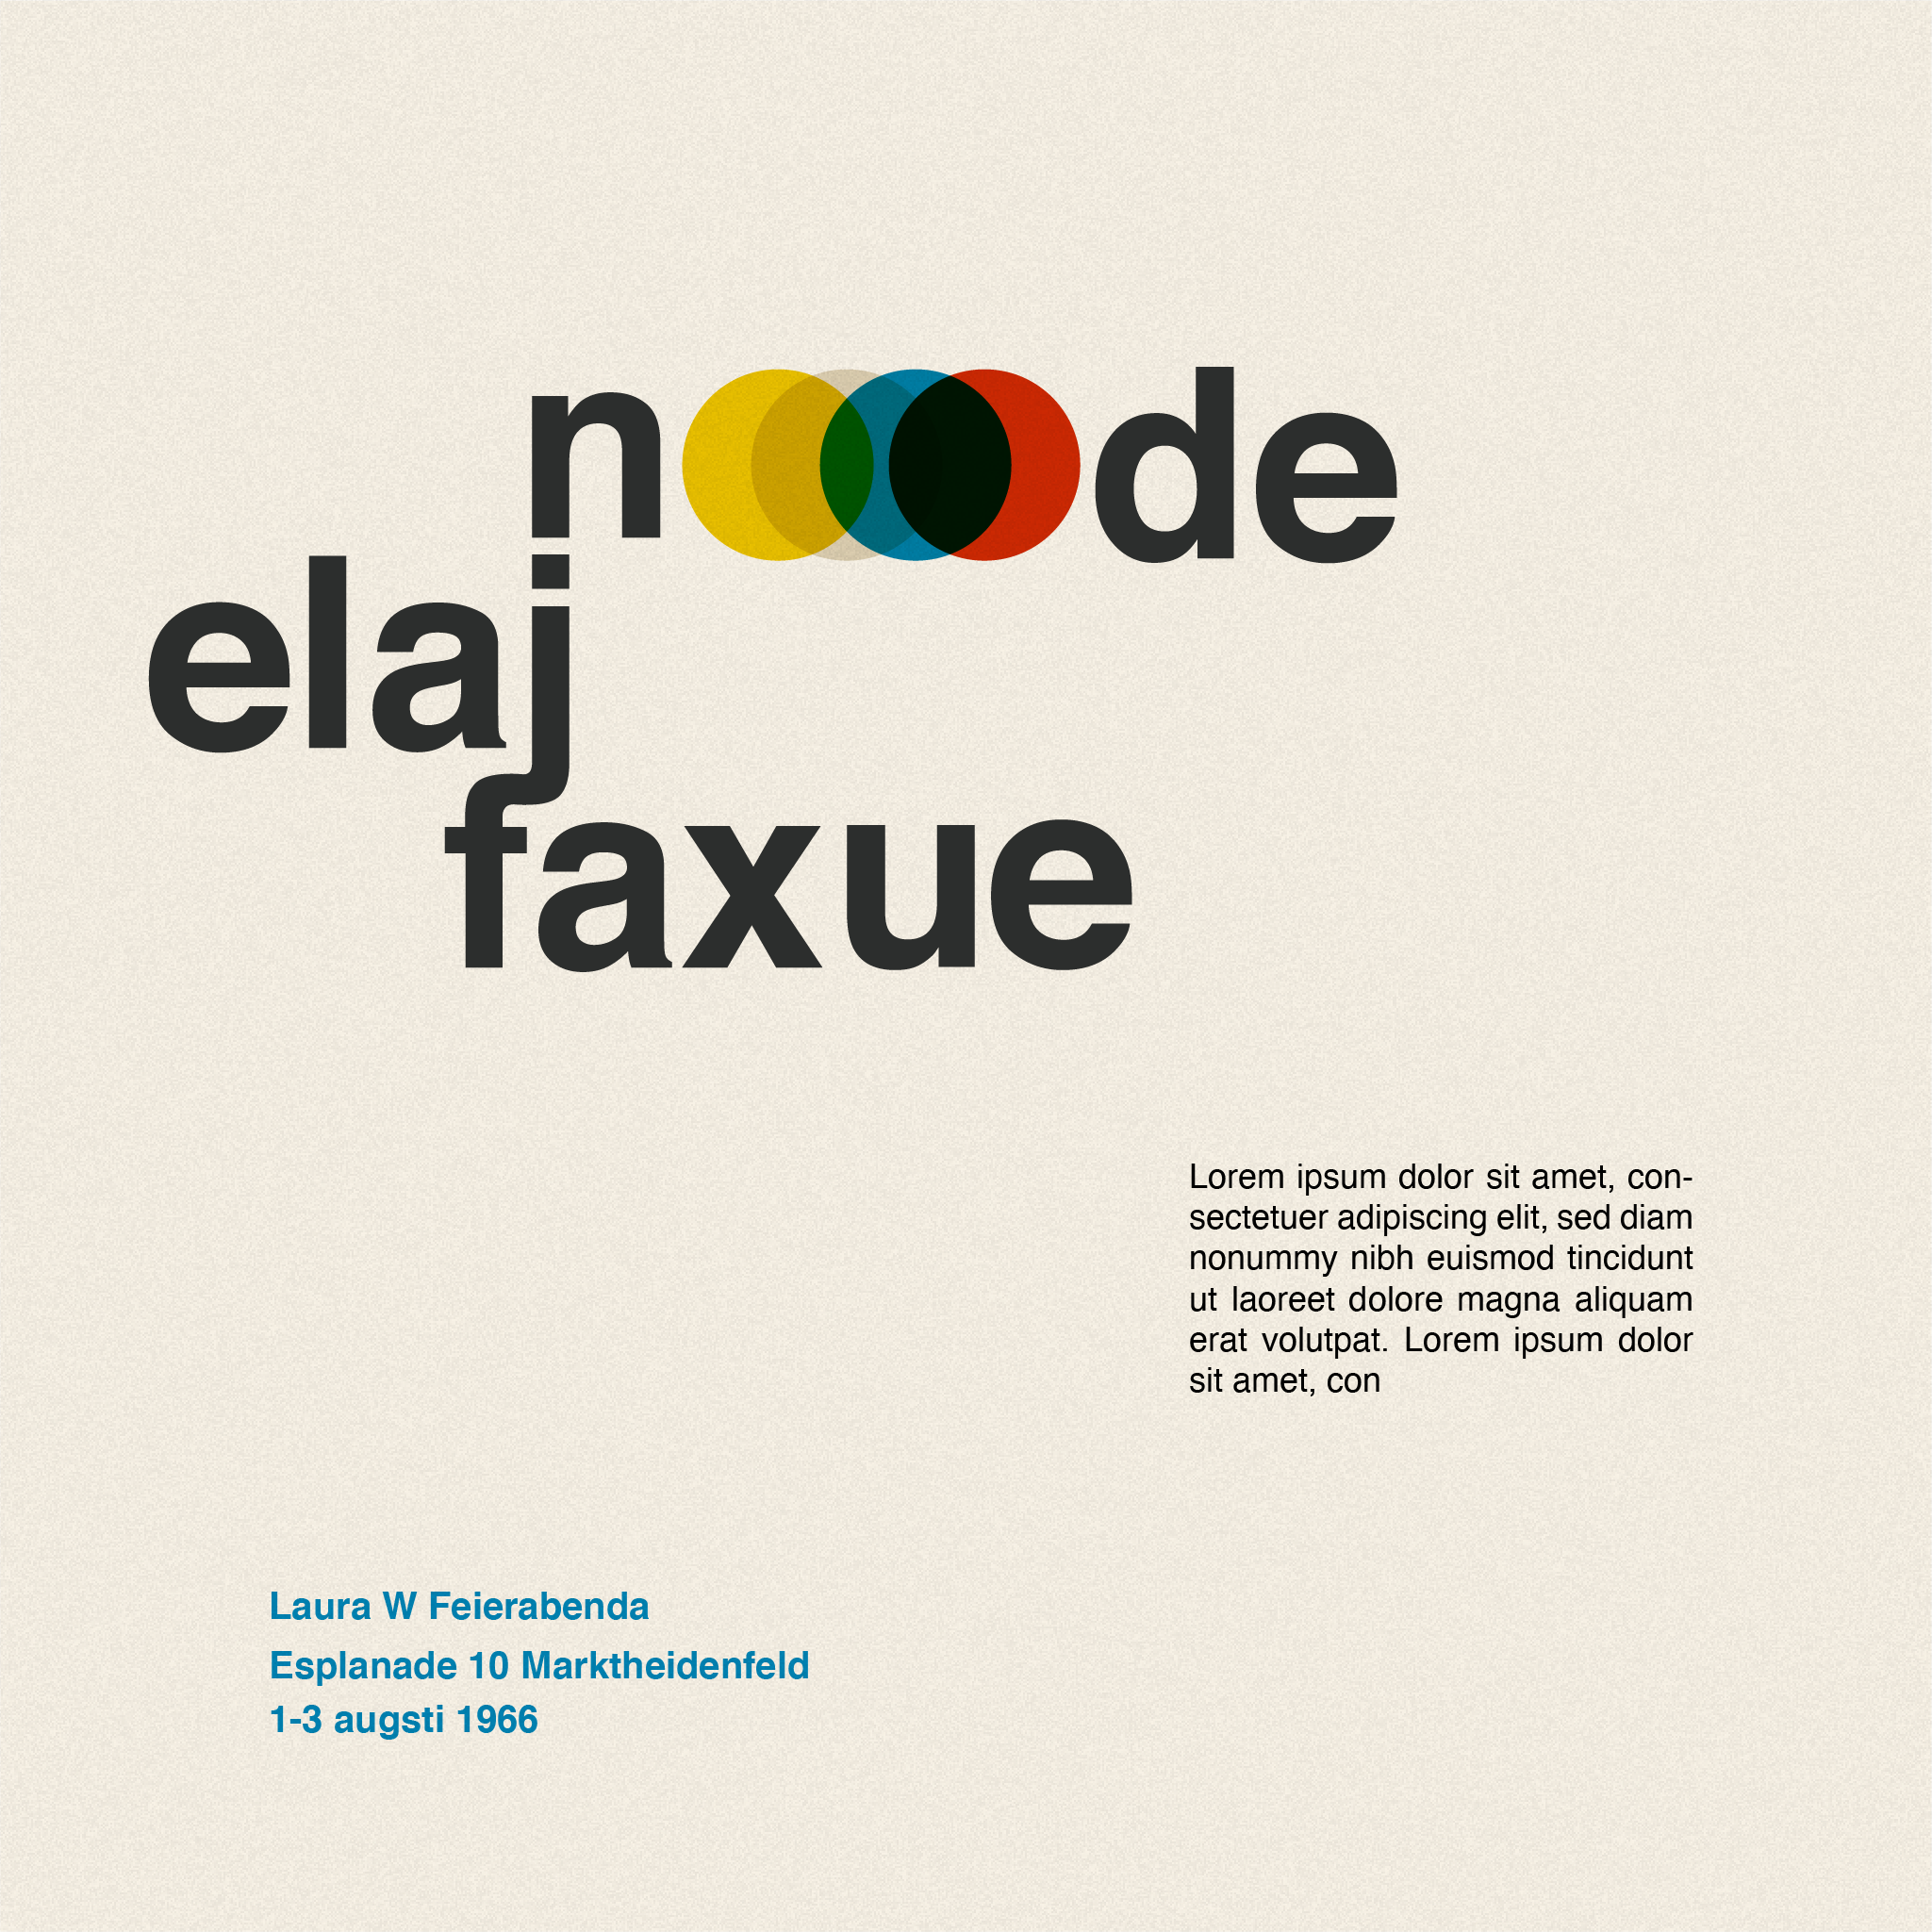 noooode
elaj
faxue
Lorem ipsum dolor sit amet, con-
sectetuer adipiscing elit, sed diam
nonummy nibh euismod tincidunt
ut laoreet dolore magna aliquam
erat volutpat. Lorem ipsum dolor
sit amet, con
Laura W Feierabenda
Esplanade 10 Marktheidenfeld
1-3 augsti 1966